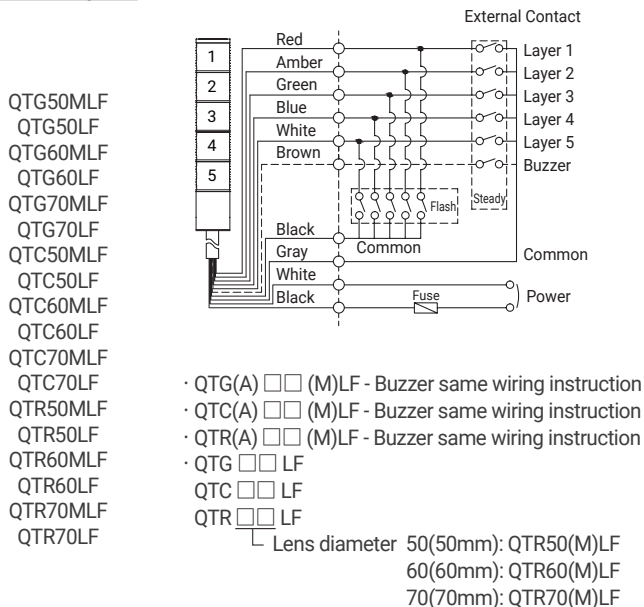 External Contact
Red
Layer 1
Amber
Layer 2
Green
Layer 3
Blue
Layer 4
White
Layer 5
Brown
Buzzer
1
2
3
4
5
Flash
Steady
Black
Common
Gray
Common
White
Black
Fuse
Power
QTG50MLF
QTG50LF
QTG60MLF
QTG60LF
QTG70MLF
QTG70LF
QTC50MLF
QTC50LF
QTC60MLF
QTC60LF
QTC70MLF
QTC70LF
QTR50MLF
QTR50LF
QTR60MLF
QTR60LF
QTR70MLF
QTR70LF
· QTG(A) □□ (M)LF - Buzzer same wiring instruction
· QTC(A) □□ (M)LF - Buzzer same wiring instruction
· QTR(A) □□ (M)LF - Buzzer same wiring instruction
· QTG □□ LF
QTC □□ LF
QTR □□ LF
Lens diameter 50(50mm): QTR50(M)LF
60(60mm): QTR60(M)LF
70(70mm): QTR70(M)LF